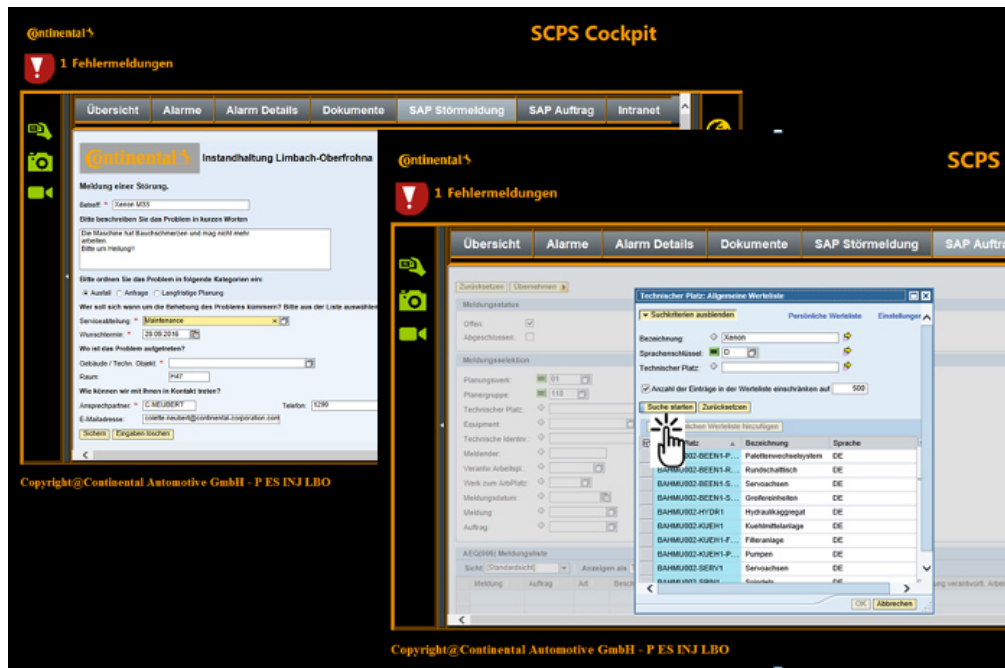 Continental
SCPS Cockpit
1 Fehlermeldungen
Übersicht Alarme Alarm Details Dokumente SAP Störmeldung SAP Auftrag Intranet
Continental Instandhaltung Limbach-Oberfrohna
Meldung einer Störung.
Betreff: * Xenon M33
Bitte beschreiben Sie das Problem in kurzen Worten
Die Maschine hat Bauchschmerzen und mag nicht mehr
arbeiten.
Bitte um Heilung!!
Bitte ordnen Sie das Problem in folgende Kategorien ein:
Ausfall Anfrage Langfristige Planung
Wer soll sich wann um die Behebung des Problems kümmern? Bitte aus der Liste auswählen
Serviceabteilung: * Maintenance
Wunschtermin: * 20.09.2016
Wo ist das Problem aufgetreten?
Gebäude / Techn. Objekt: *
Raum: H47
Wie können wir mit Ihnen in Kontakt treten?
Ansprechpartner: * C.NEUBERT Telefon: 1290
E-Mailadresse: colette.neubert@continental-corporation.com
Sichern Eingaben löschen
Copyright@Continental Automotive GmbH - P ES INJ LBO
Continental
SCPS
1 Fehlermeldungen
Übersicht Alarme Alarm Details Dokumente SAP Störmeldung SAP Auftra
Zurücksetzen Übernehmen
Meldungsstatus
Offen:
Abgeschlossen:
Meldungsselektion
Planungswerk: 01
Planergruppe: 110
Technischer Platz:
Equipment
Technische Identnr.:
Meldender:
Verantw.Arbeitspl.
Werk zum ArbPlatz:
Meldungsdatum:
Meldung:
Auftrag:
AEQ(006) Meldungsliste
Sicht: [Standardsicht] Anzeigen als:
Meldung Auftrag Art Besch
Technischer Platz: Allgemeine Werteliste
Suchkriterien ausblenden Persönliche Werteliste Einstellungen
Bezeichnung: Xenon
Sprachenschlüssel: D
Technischer Platz:
Anzahl der Einträge in der Werteliste einschränken auf 500
Suche starten Zurücksetzen
lichen Werteliste hinzufügen
Platz Bezeichnung Sprache
BAHMU002-BEEN1-P... Palettenwechselsystem DE
BAHMU002-BEEN1-R... Rundschalttisch DE
BAHMU002-BEEN1-S... Servoachsen DE
BAHMU002-BEEN1-S... Greifereinheiten DE
BAHMU002-HYDR1 Hydraulikaggregat DE
BAHMU002-KUEH1 Kuehlmittelanlage DE
BAHMU002-KUEH1-F... Filteranlage DE
BAHMU002-KUEH1-P... Pumpen DE
BAHMU002-SERV1 Servoachsen DE
OK Abbrechen
Copyright@Continental Automotive GmbH - P ES INJ LBO